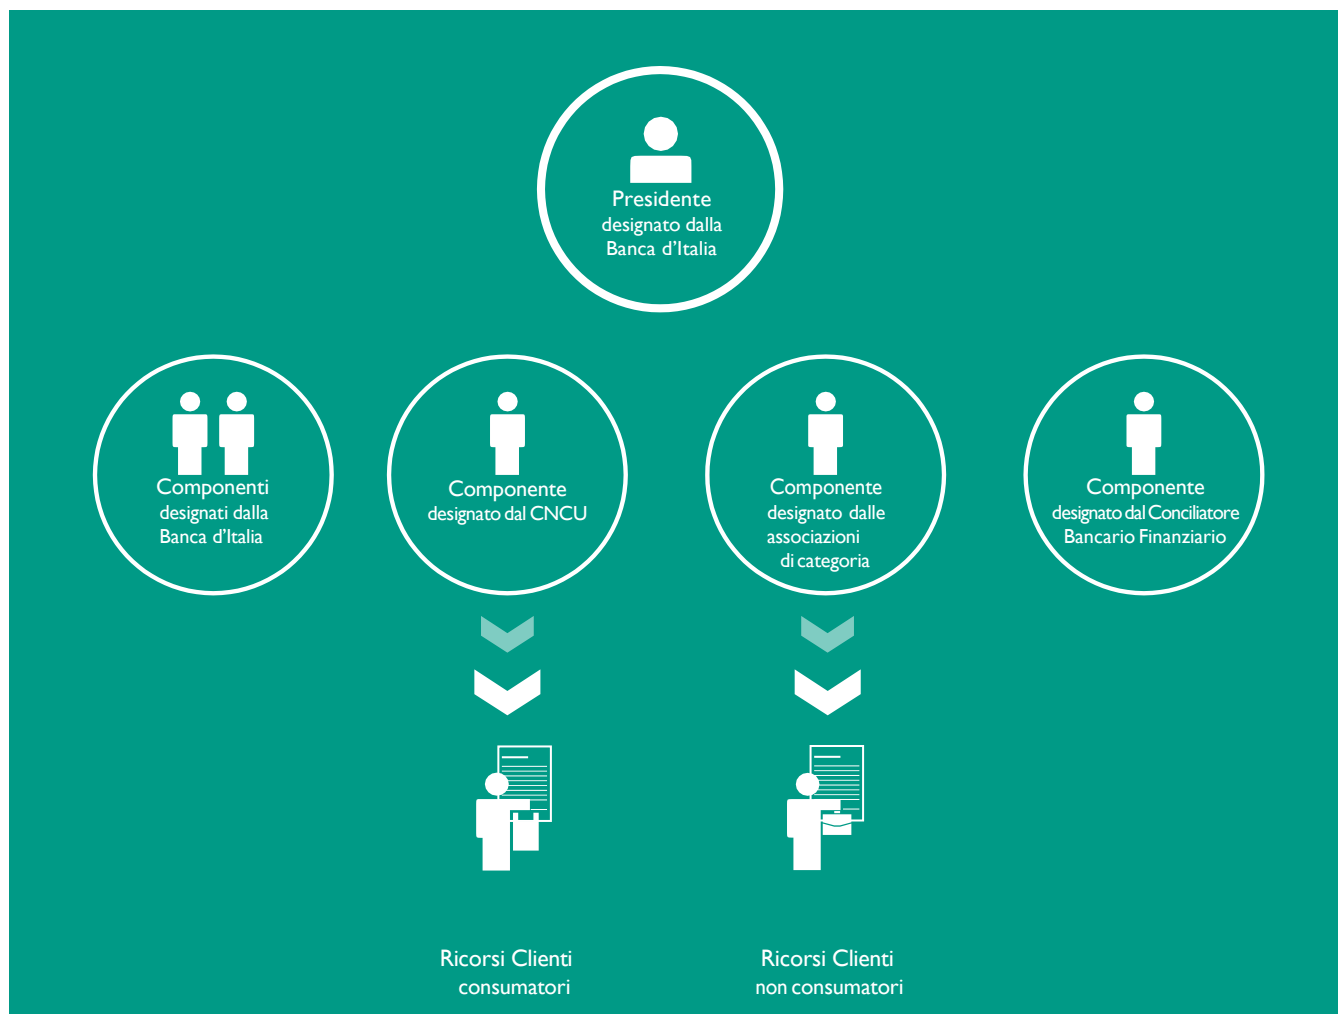 Presidente
designato dalla
Banca d’Italia
Componenti
designati dalla
Banca d’Italia
Componente
designato dal CNCU
Componente
designato dalle
associazioni
di categoria
Componente
designato dal Conciliatore
Bancario Finanziario
Ricorsi Clienti
consumatori
Ricorsi Clienti
non consumatori